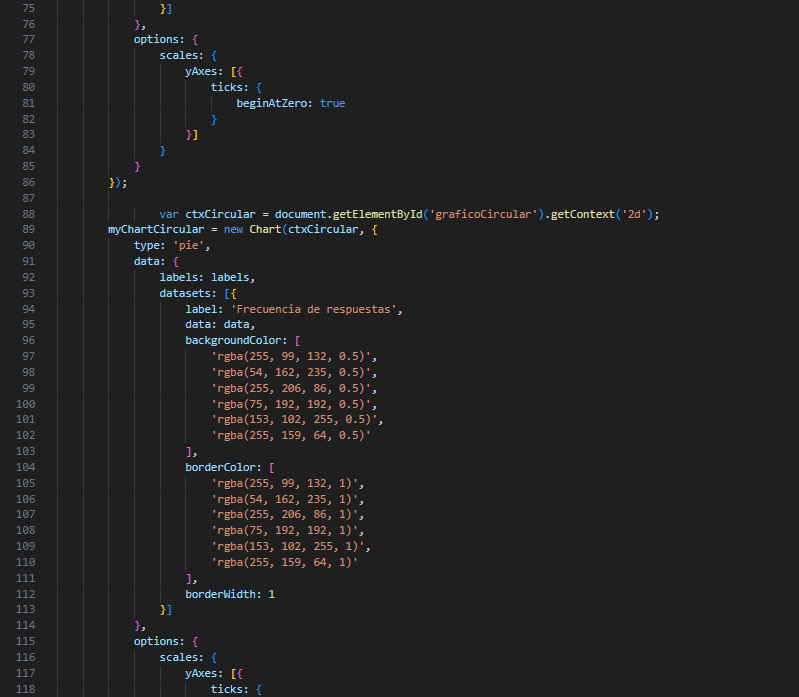 75                 }]
76             },
77             options: {
78                 scales: {
79                     yAxes: [{
80                         ticks: {
81                             beginAtZero: true
82                         }
83                     }]
84                 }
85             }
86         });
87
88                 var ctxCircular = document.getElementById('graficoCircular').getContext('2d');
89         myChartCircular = new Chart(ctxCircular, {
90             type: 'pie',
91             data: {
92                 labels: labels,
93                 datasets: [{
94                     label: 'Frecuencia de respuestas',
95                     data: data,
96                     backgroundColor: [
97                         'rgba(255, 99, 132, 0.5)',
98                         'rgba(54, 162, 235, 0.5)',
99                         'rgba(255, 206, 86, 0.5)',
100                         'rgba(75, 192, 192, 0.5)',
101                         'rgba(153, 102, 255, 0.5)',
102                         'rgba(255, 159, 64, 0.5)'
103                     ],
104                     borderColor: [
105                         'rgba(255, 99, 132, 1)',
106                         'rgba(54, 162, 235, 1)',
107                         'rgba(255, 206, 86, 1)',
108                         'rgba(75, 192, 192, 1)',
109                         'rgba(153, 102, 255, 1)',
110                         'rgba(255, 159, 64, 1)'
111                     ],
112                     borderWidth: 1
113                 }]
114             },
115             options: {
116                 scales: {
117                     yAxes: [{
118                         ticks: {